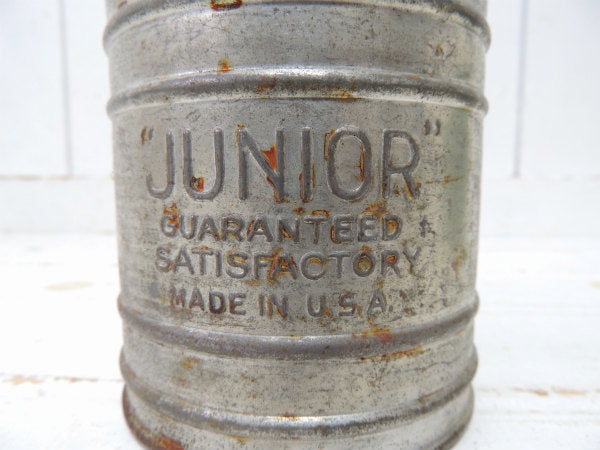 "JUNIOR"
GUARANTEED
SATISFACTORY
MADE IN U.S.A.